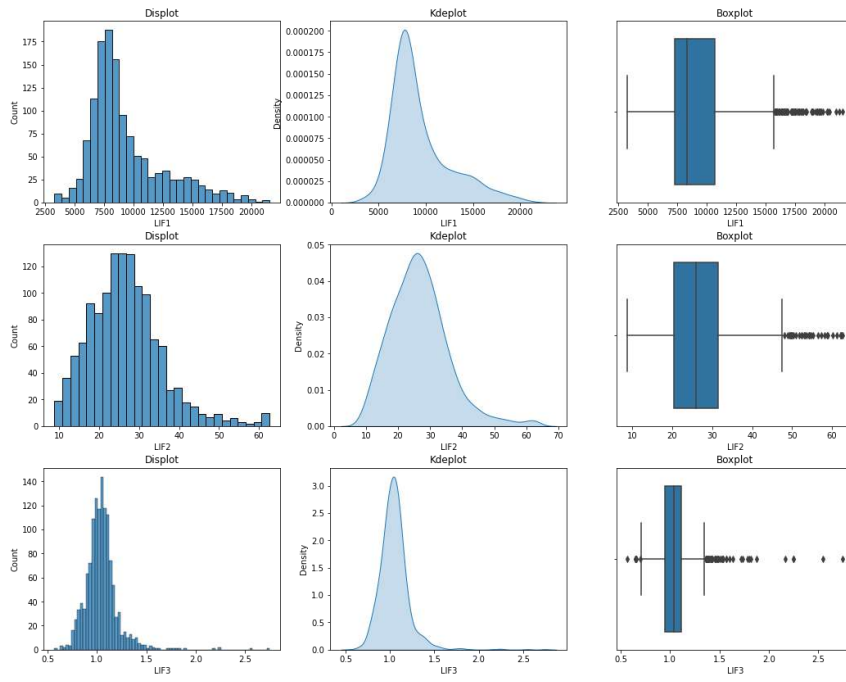 Displot
Kdeplot
Boxplot
175
150
125
100
75
50
25
0
Count
2500 5000 7500 10000 12500 15000 17500 20000
LIF1
0.000200
0.000175
0.000150
0.000125
0.000100
0.000075
0.000050
0.000025
0.000000
Density
5000 10000 15000 20000
LIF1
2500 5000 7500 10000 12500 15000 17500 20000
LIF1
Displot
Kdeplot
Boxplot
120
100
80
60
40
20
0
Count
10 20 30 40 50 60
LIF2
0.05
0.04
0.03
0.02
0.01
0.00
Density
0 10 20 30 40 50 60 70
LIF2
10 20 30 40 50 60
LIF2
Displot
Kdeplot
Boxplot
140
120
100
80
60
40
20
0
Count
0.5 1.0 1.5 2.0 2.5
LIF3
3.0
2.5
2.0
1.5
1.0
0.5
0.0
Density
0.5 1.0 1.5 2.0 2.5
LIF3
0.5 1.0 1.5 2.0 2.5
LIF3